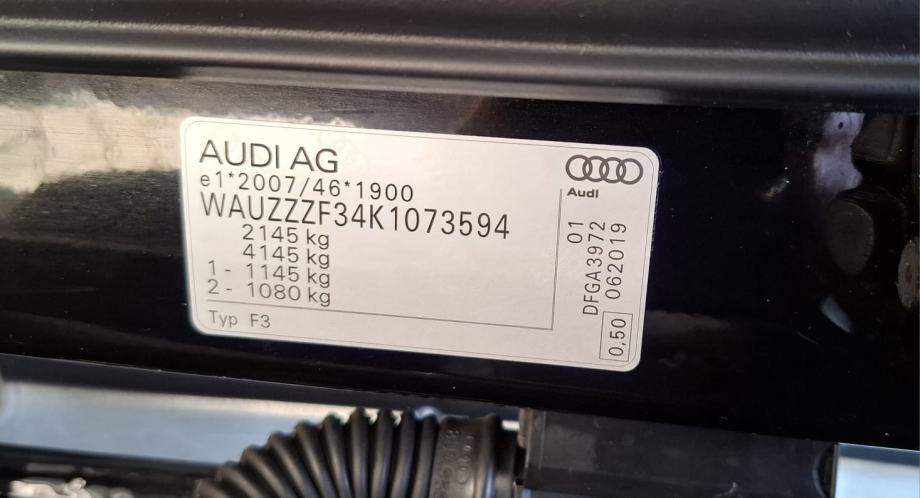 AUDI AG
e1*2007/46*1900
WAUZZZF34K1073594
2145 kg
4145 kg
1 - 1145 kg
2 - 1080 kg
Typ F3
Audi
01
DFGA3972
062019
0,50